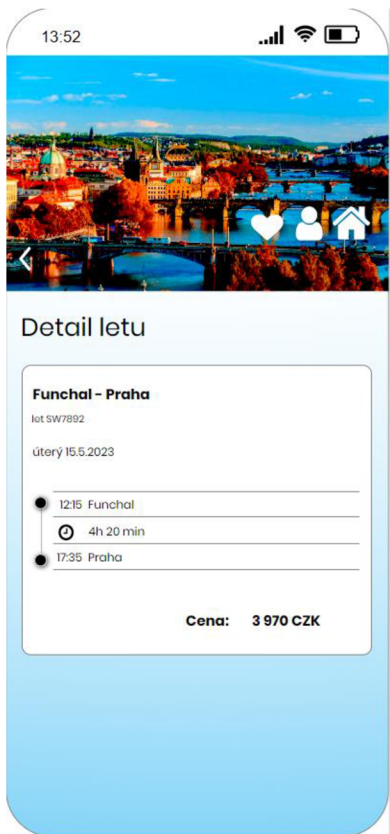 13:52
Detail letu
Funchal - Praha
let SW7892
úterý 15.5.2023
12:15 Funchal
4h 20 min
17:35 Praha
Cena: 3 970 CZK